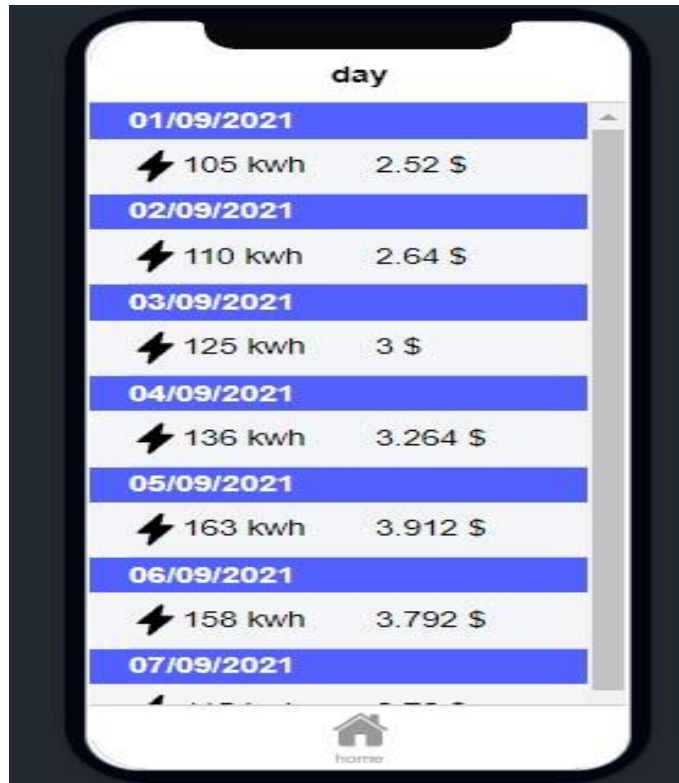 day
01/09/2021
105 kwh 2.52 $
02/09/2021
110 kwh 2.64 $
03/09/2021
125 kwh 3 $
04/09/2021
136 kwh 3.264 $
05/09/2021
163 kwh 3.912 $
06/09/2021
158 kwh 3.792 $
07/09/2021
home